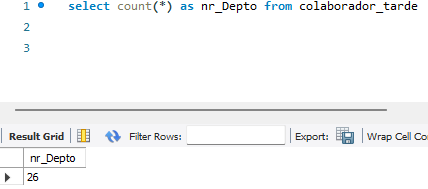 1 select count(*) as nr_Depto from colaborador_tarde
2
3
Result Grid Filter Rows: Export: Wrap Cell Co
nr_Depto
26